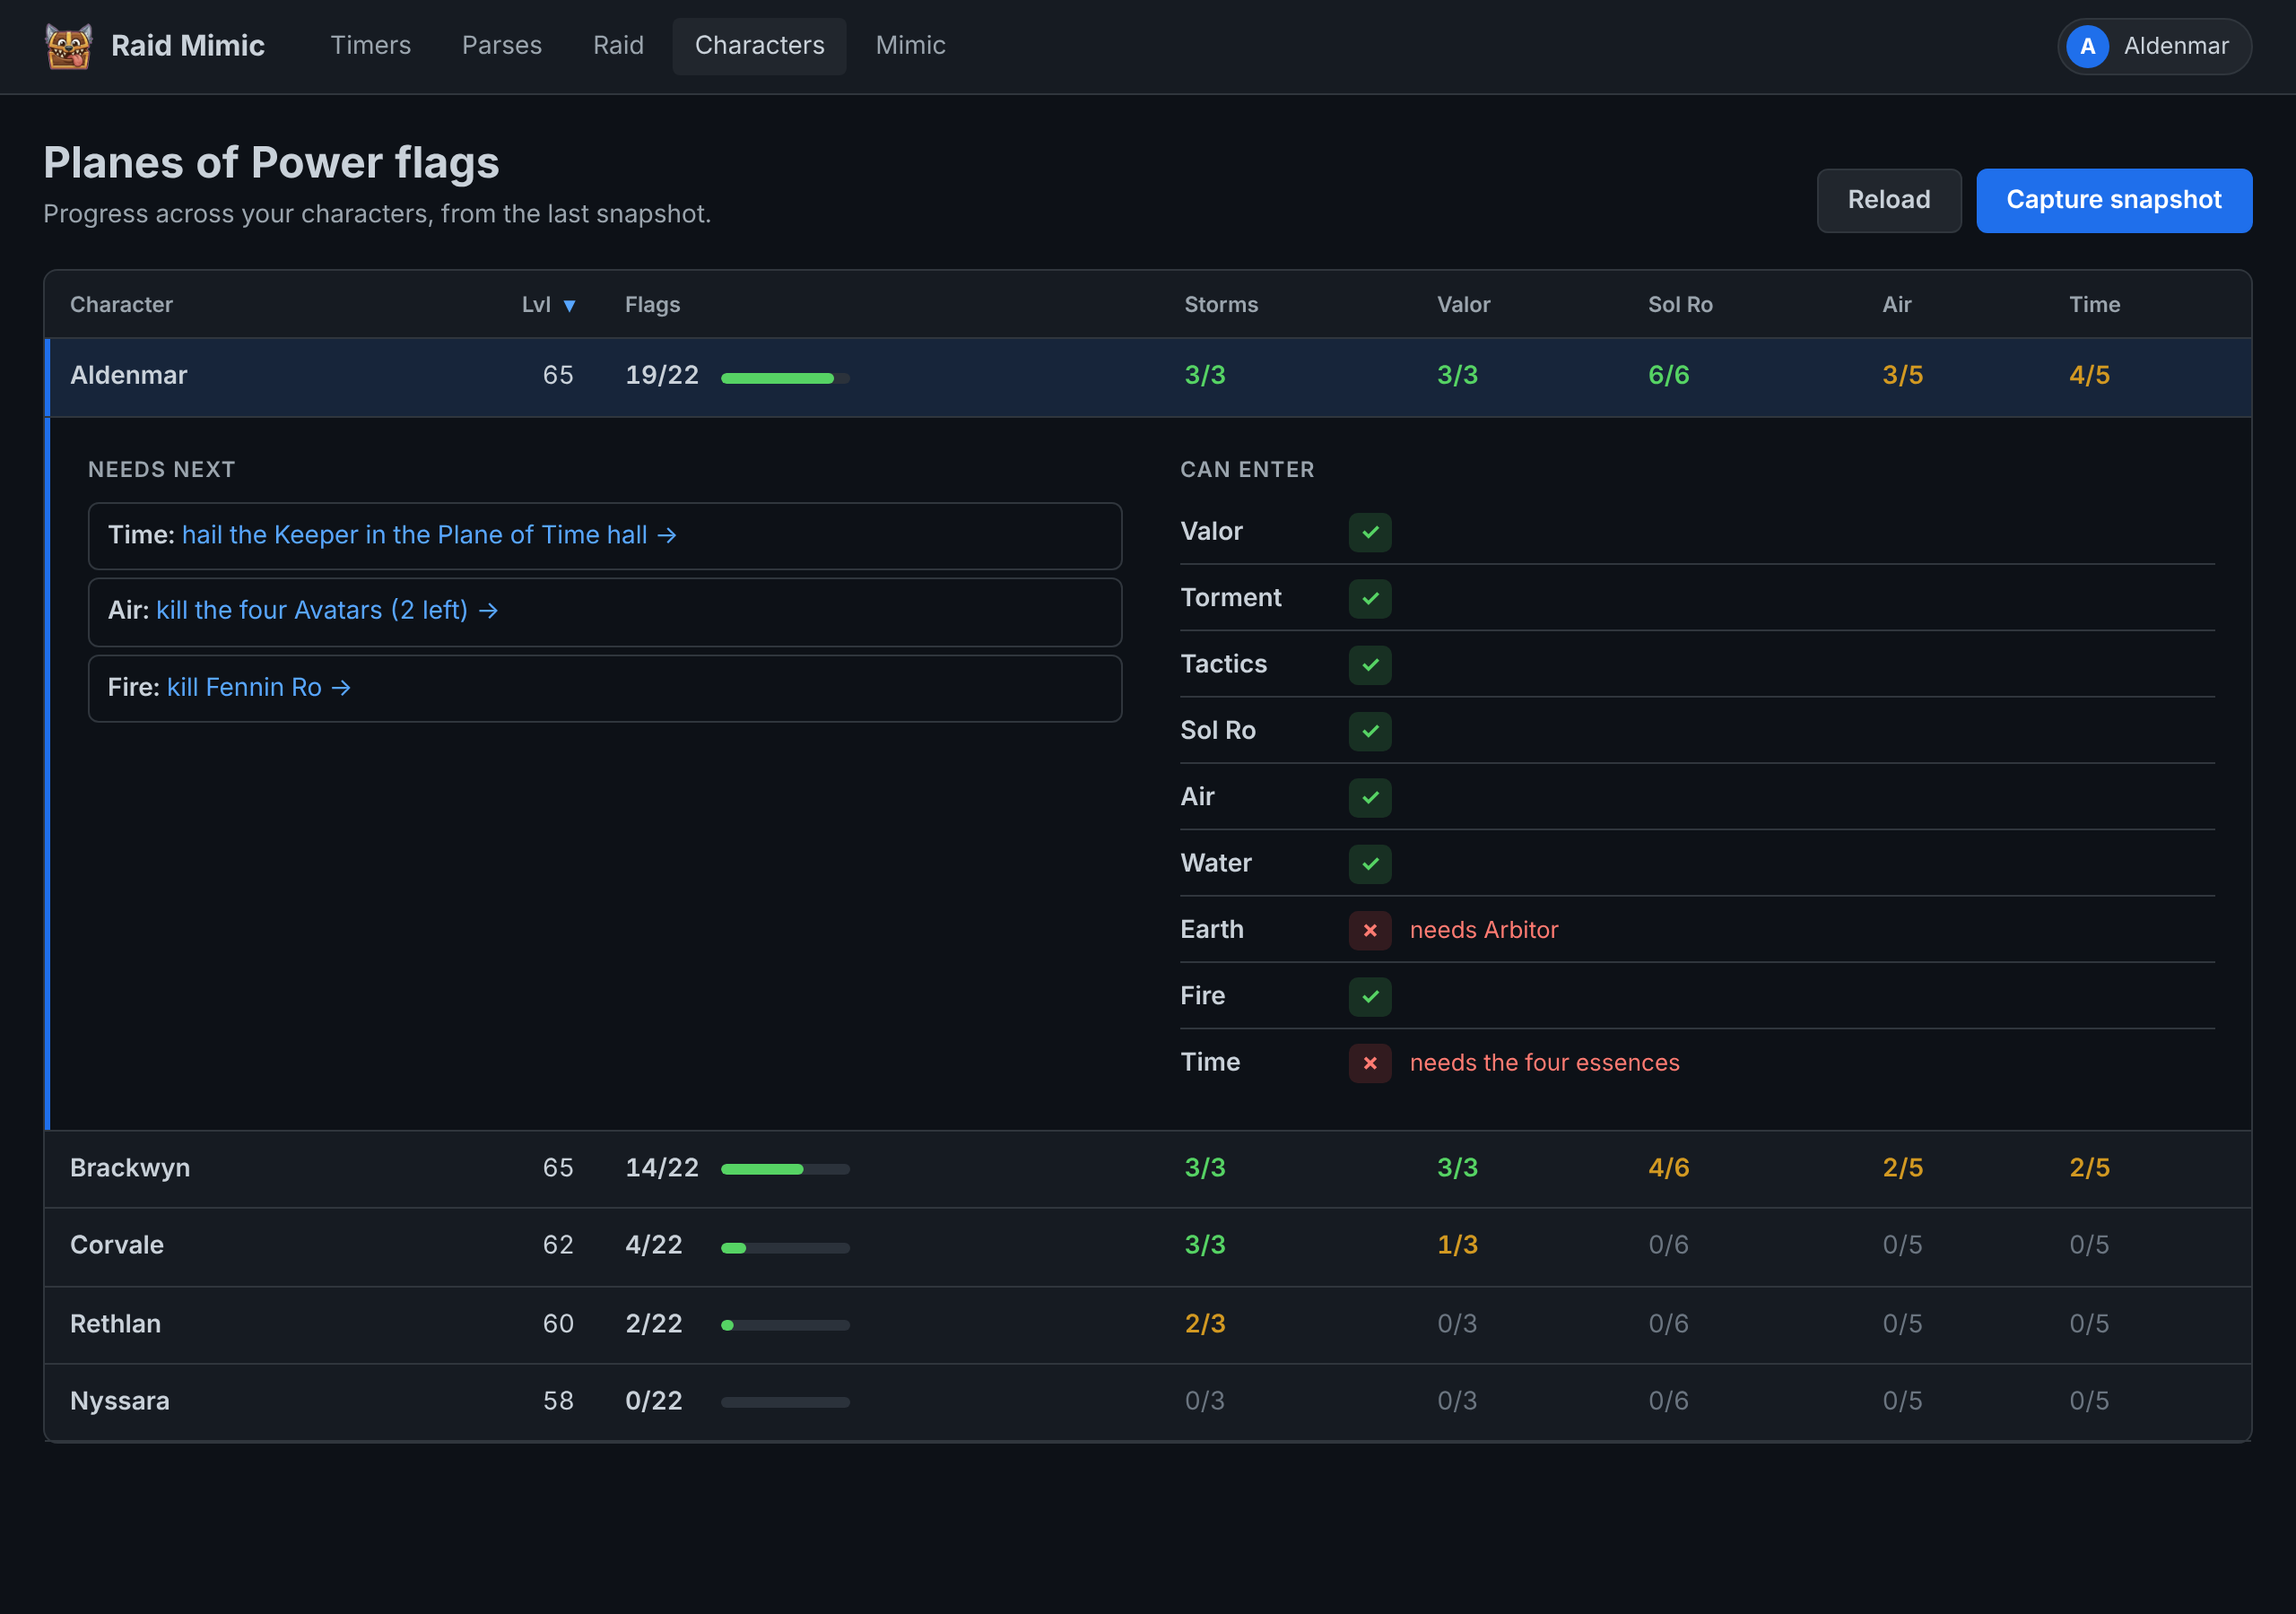 Raid Mimic Timers Parses Raid Characters Mimic A Aldenmar
Planes of Power flags
Progress across your characters, from the last snapshot.
Reload Capture snapshot
Character Lvl ▼ Flags Storms Valor Sol Ro Air Time
Aldenmar 65 19/22 3/3 3/3 6/6 3/5 4/5
NEEDS NEXT
Time: hail the Keeper in the Plane of Time hall →
Air: kill the four Avatars (2 left) →
Fire: kill Fennin Ro →
CAN ENTER
Valor ✓
Torment ✓
Tactics ✓
Sol Ro ✓
Air ✓
Water ✓
Earth × needs Arbitor
Fire ✓
Time × needs the four essences
Brackwyn 65 14/22 3/3 3/3 4/6 2/5 2/5
Corvale 62 4/22 3/3 1/3 0/6 0/5 0/5
Rethlan 60 2/22 2/3 0/3 0/6 0/5 0/5
Nyssara 58 0/22 0/3 0/3 0/6 0/5 0/5